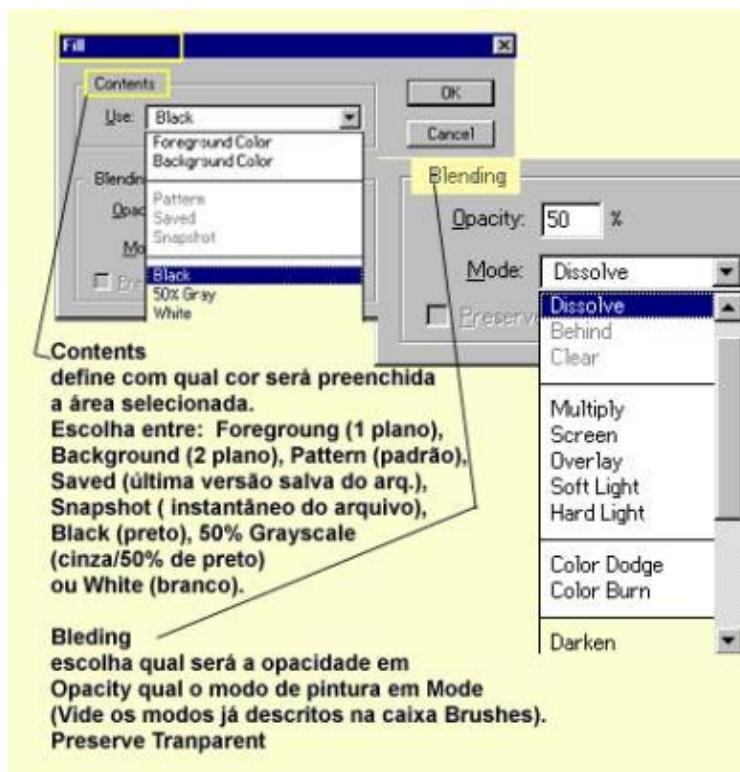 Fill
Contents
Use: Black
Foreground Color
Background Color
Pattern
Saved
Snapshot
Black
50% Gray
White
OK
Cancel
Blending
Opacity: 50 %
Mode: Dissolve
Dissolve
Behind
Clear
Multiply
Screen
Overlay
Soft Light
Hard Light
Color Dodge
Color Burn
Darken
Contents
define com qual cor será preenchida
a área selecionada.
Escolha entre: Foregroung (1 plano),
Background (2 plano), Pattern (padrão),
Saved (última versão salva do arq.),
Snapshot ( instantâneo do arquivo),
Black (preto), 50% Grayscale
(cinza/50% de preto)
ou White (branco).
Bleding
escolha qual será a opacidade em
Opacity qual o modo de pintura em Mode
(Vide os modos já descritos na caixa Brushes).
Preserve Tranparent